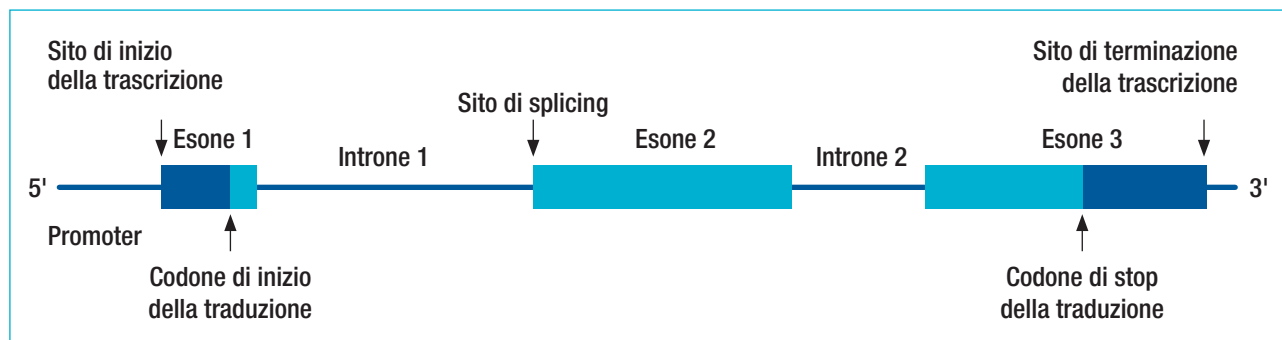 Sito di inizio
della trascrizione
Sito di terminazione
della trascrizione
Sito di splicing
Esone 1
Introne 1
Esone 2
Introne 2
Esone 3
5'
3'
Promoter
Codone di inizio
della traduzione
Codone di stop
della traduzione